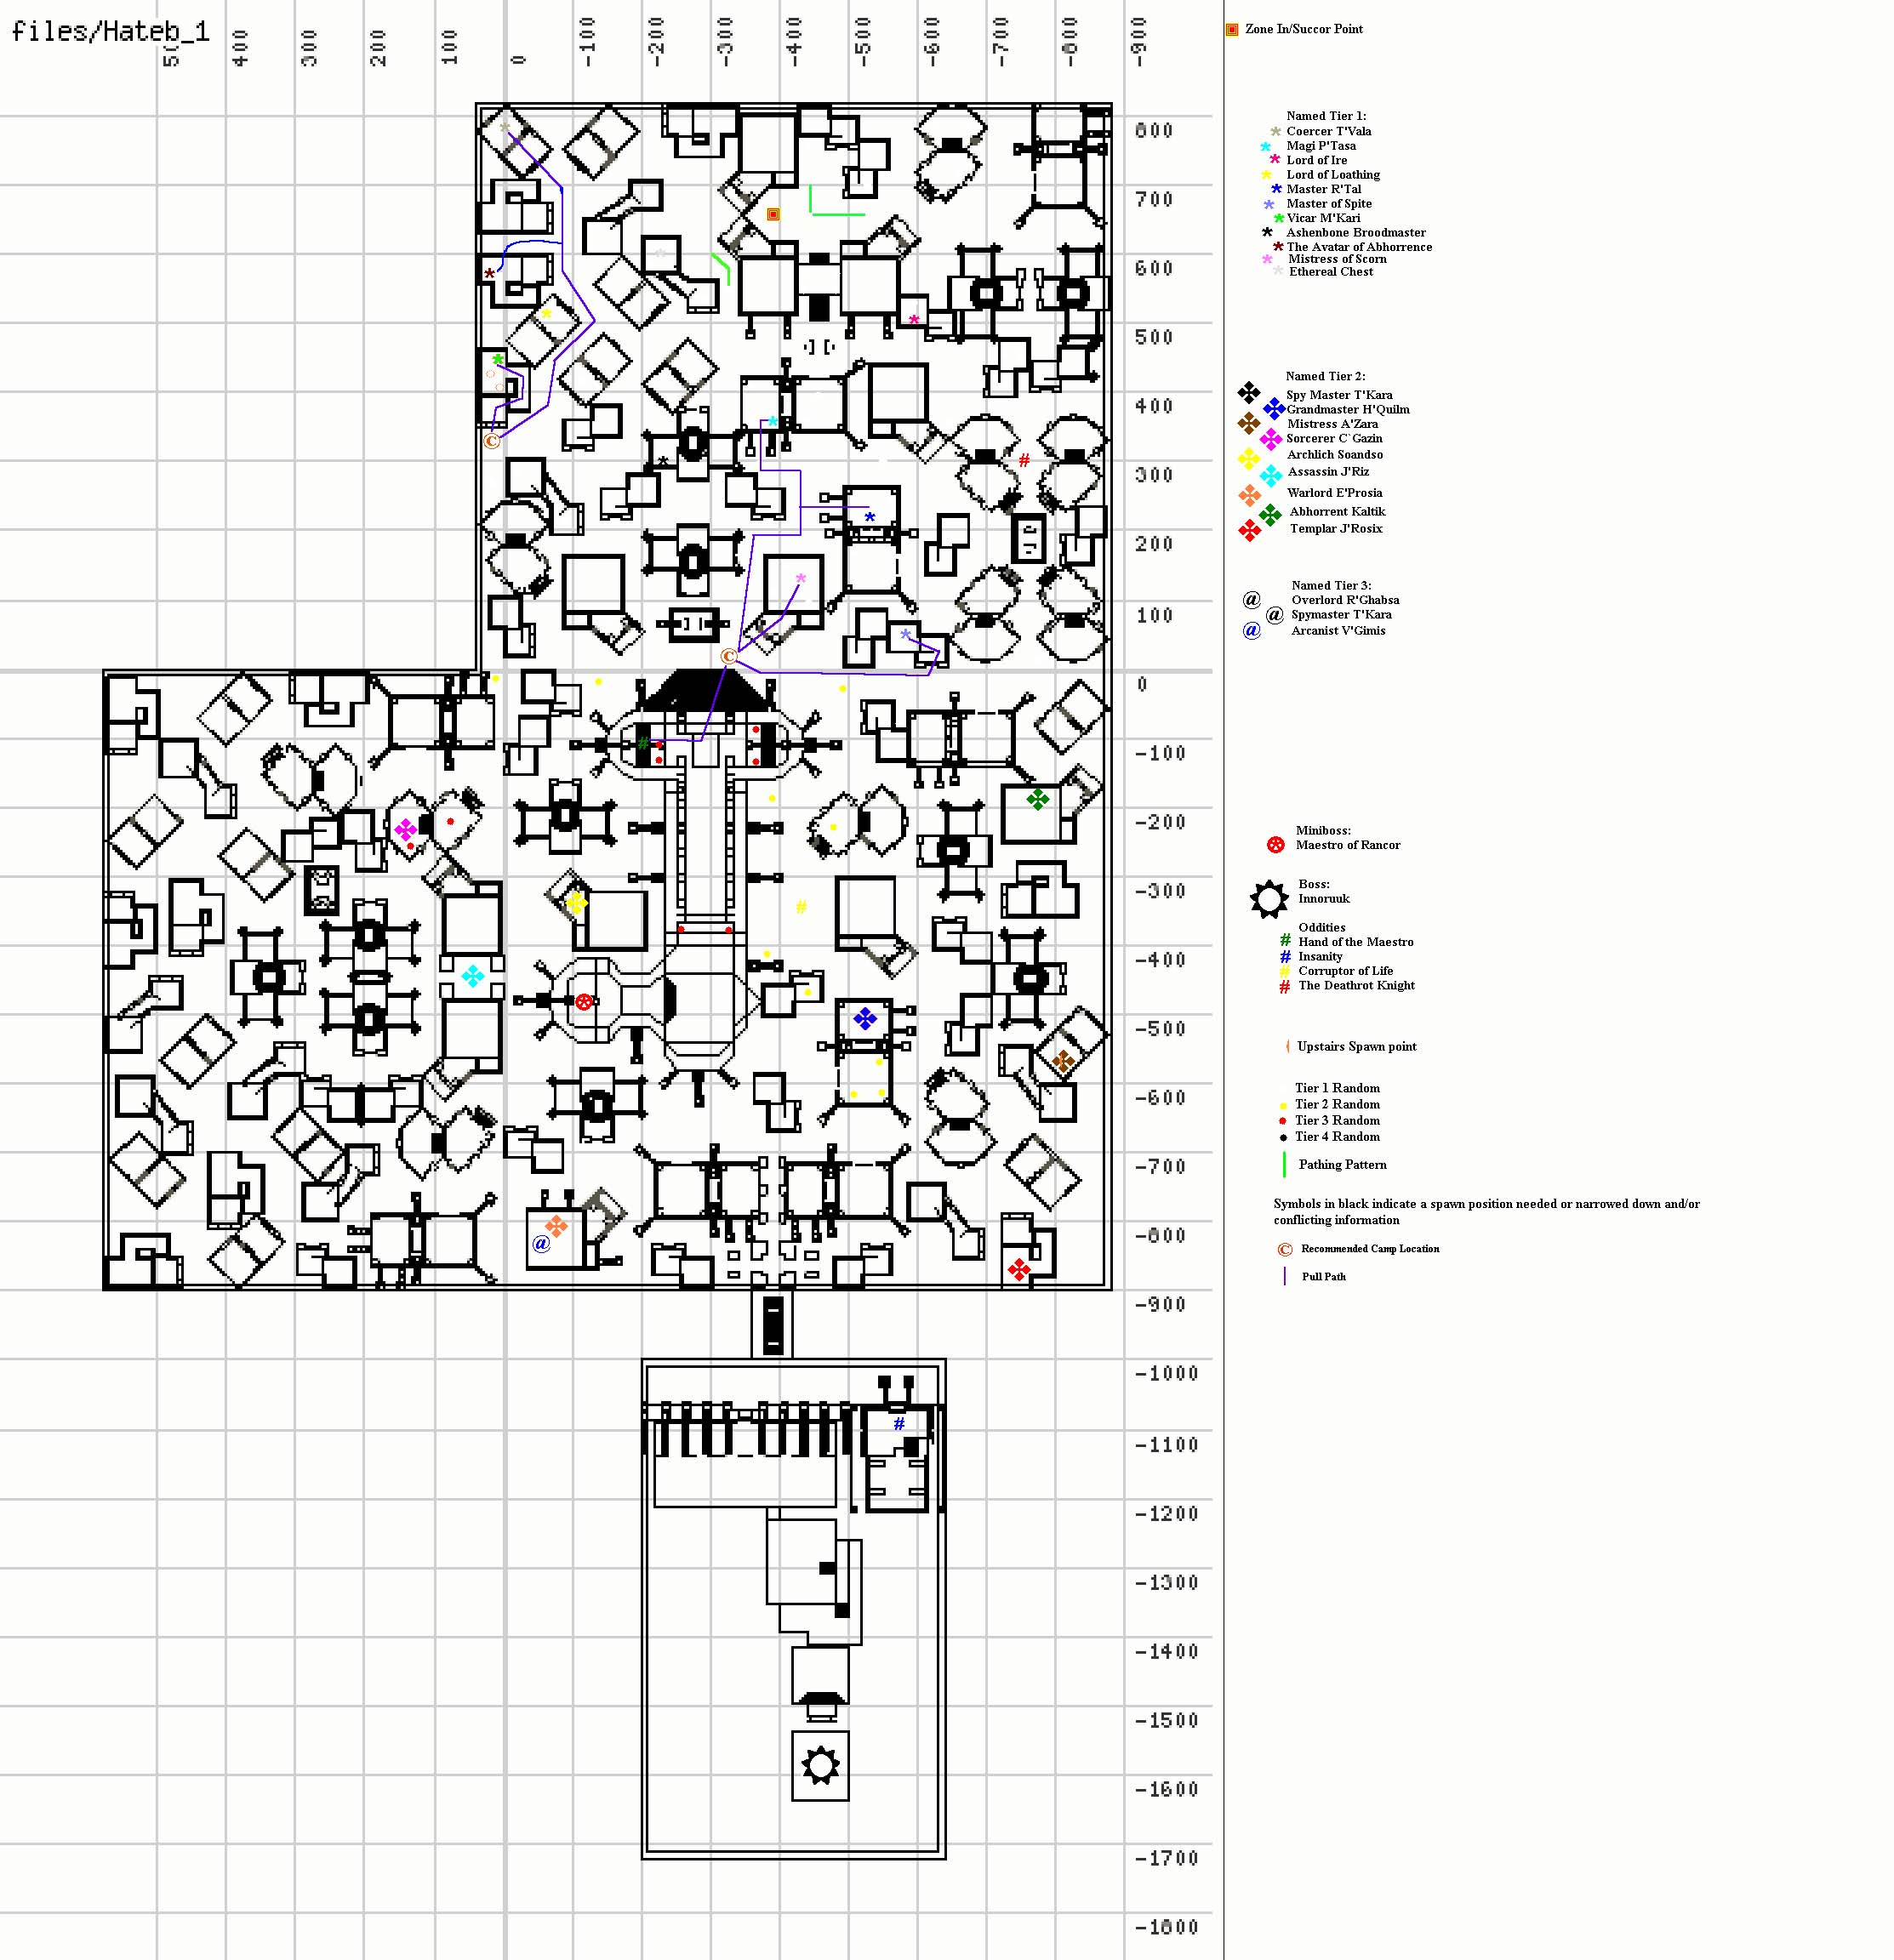 files/Hateb_1
500
400
300
200
100
0
-100
-200
-300
-400
-500
-600
-700
-800
-900
800
700
600
500
400
300
200
100
0
-100
-200
-300
-400
-500
-600
-700
-800
-900
-1000
-1100
-1200
-1300
-1400
-1500
-1600
-1700
-1800
C
C
#
#
#
#
@
Zone In/Succor Point
Named Tier 1:
* Coercer T'Vala
* Magi P'Tasa
* Lord of Ire
* Lord of Loathing
* Master R'Tal
* Master of Spite
* Vicar M'Kari
* Ashenbone Broodmaster
* The Avatar of Abhorrence
* Mistress of Scorn
* Ethereal Chest
Named Tier 2:
Spy Master T'Kara
Grandmaster H'Quilm
Mistress A'Zara
Sorcerer C`Gazin
Archlich Soandso
Assassin J'Riz
Warlord E'Prosia
Abhorrent Kaltik
Templar J'Rosix
Named Tier 3:
@ Overlord R'Ghabsa
@ Spymaster T'Kara
@ Arcanist V'Gimis
Miniboss:
Maestro of Rancor
Boss:
Innoruuk
Oddities
# Hand of the Maestro
# Insanity
# Corruptor of Life
# The Deathrot Knight
Upstairs Spawn point
Tier 1 Random
Tier 2 Random
Tier 3 Random
Tier 4 Random
Pathing Pattern
Symbols in black indicate a spawn position needed or narrowed down and/or
conflicting information
© Recommended Camp Location
Pull Path